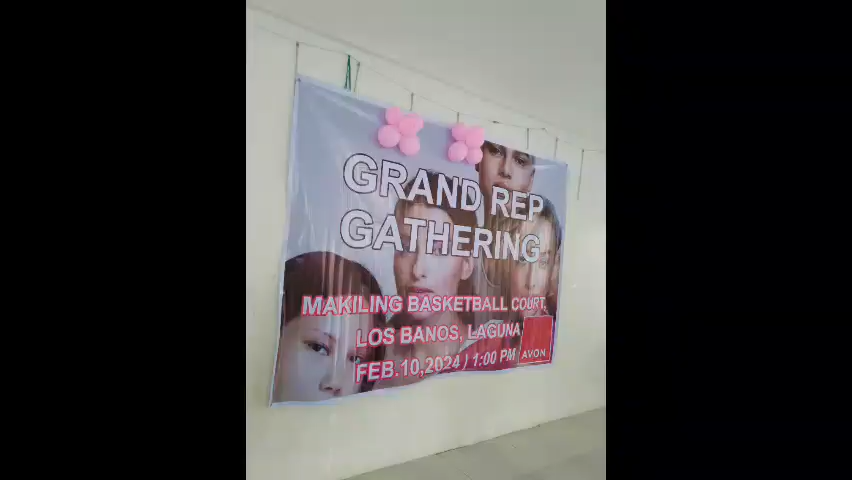 GRAND REP
GATHERING
MAKILING BASKETBALL COURT,
LOS BANOS, LAGUNA
FEB.10,2024 / 1:00 PM
AVON